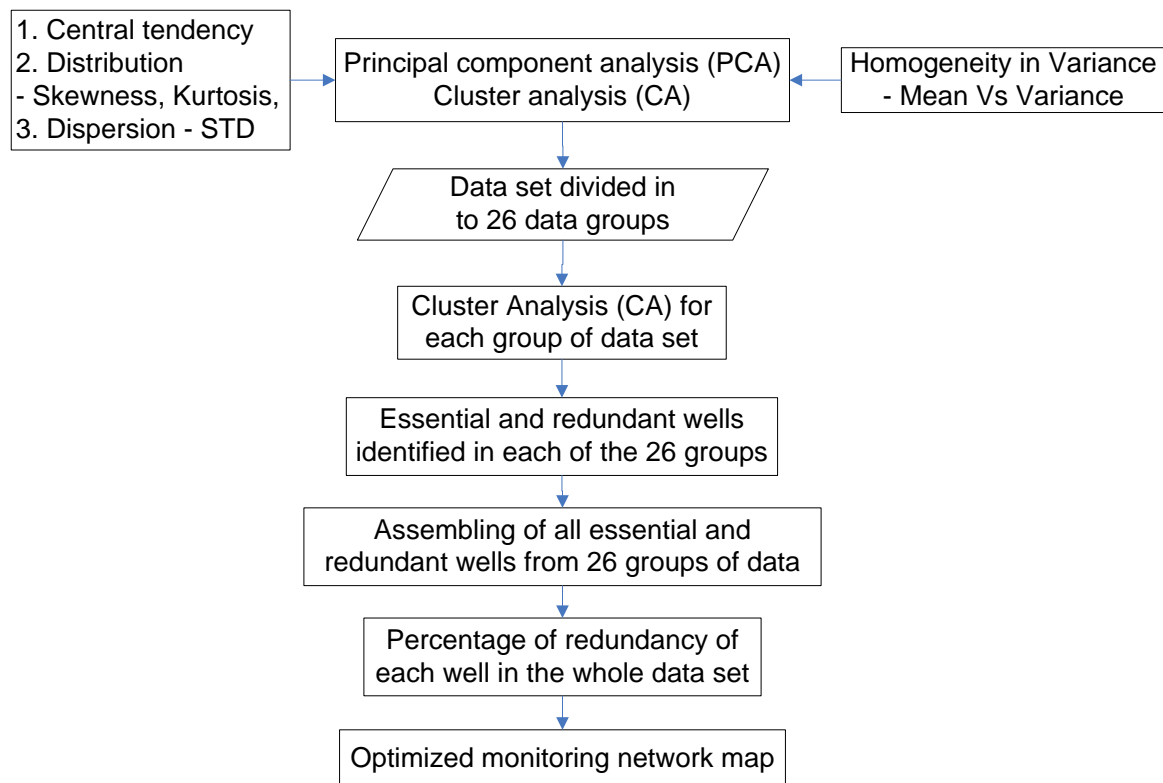 1. Central tendency
2. Distribution
- Skewness, Kurtosis,
3. Dispersion - STD
Principal component analysis (PCA)
Cluster analysis (CA)
Homogeneity in Variance
- Mean Vs Variance
Data set divided in
to 26 data groups
Cluster Analysis (CA) for
each group of data set
Essential and redundant wells
identified in each of the 26 groups
Assembling of all essential and
redundant wells from 26 groups of data
Percentage of redundancy of
each well in the whole data set
Optimized monitoring network map